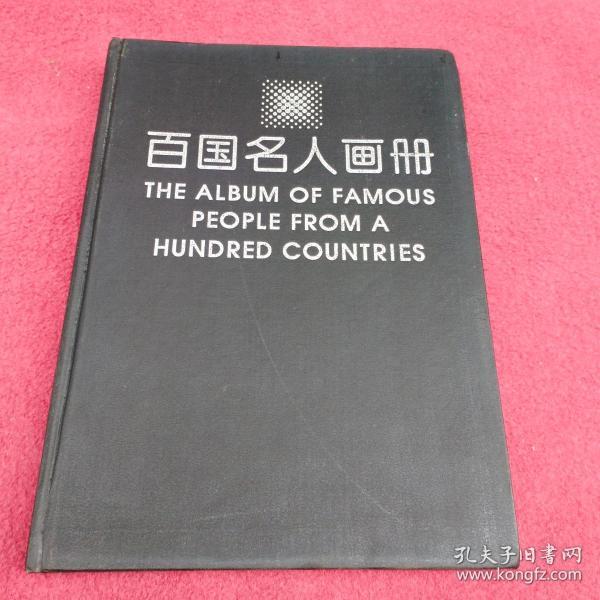 百国名人画册
THE ALBUM OF FAMOUS
PEOPLE FROM A
HUNDRED COUNTRIES
孔夫子旧書网
www.kongfz.com